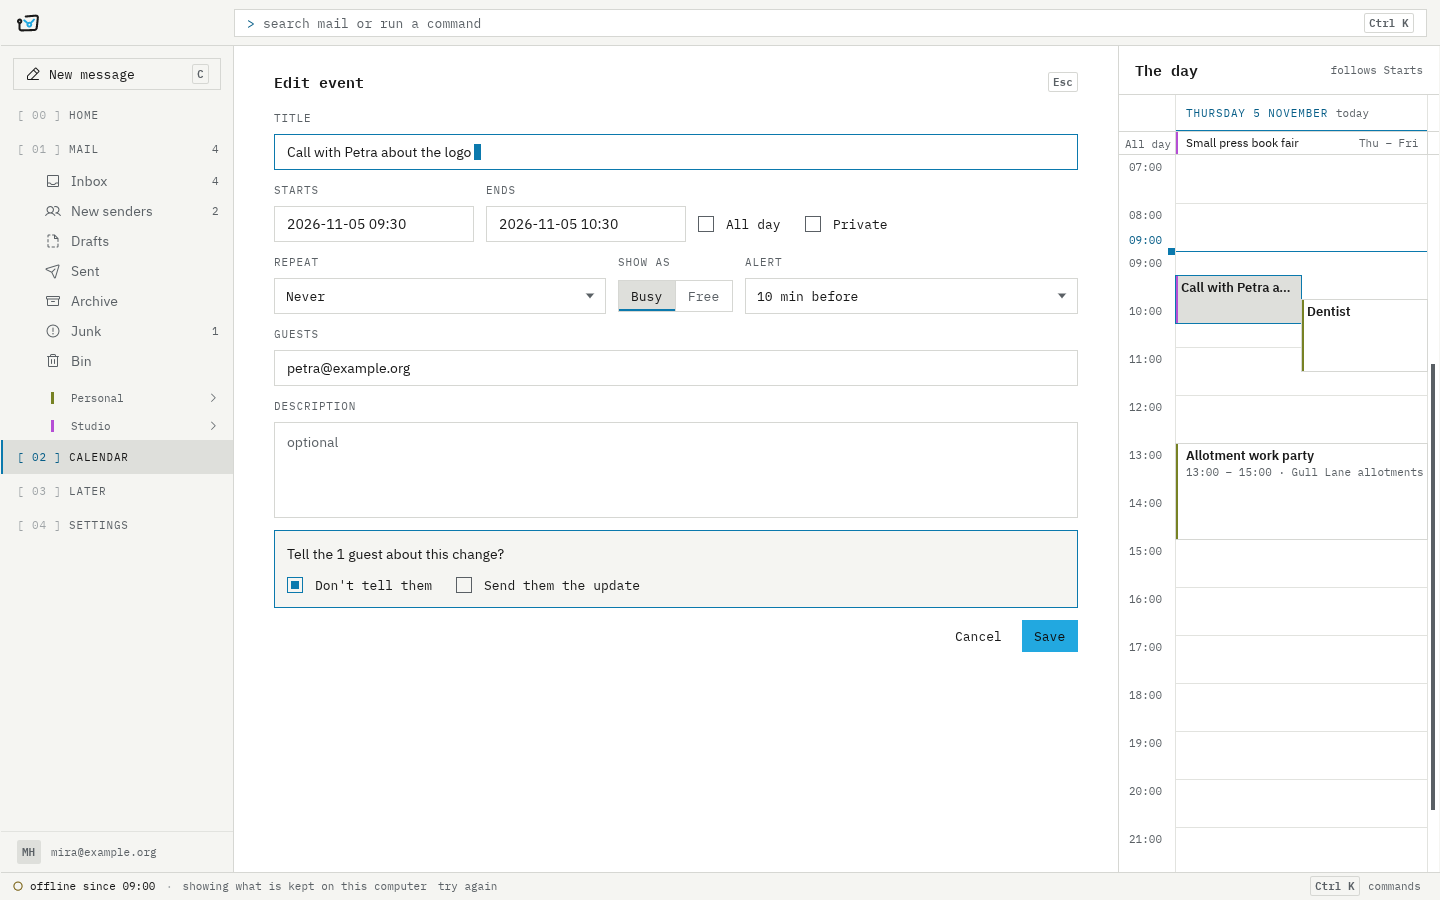 > search mail or run a command Ctrl K
New message C
[ 00 ] HOME
[ 01 ] MAIL 4
Inbox 4
New senders 2
Drafts
Sent
Archive
Junk 1
Bin
Personal
Studio
[ 02 ] CALENDAR
[ 03 ] LATER
[ 04 ] SETTINGS
MH mira@example.org
Edit event Esc
TITLE
Call with Petra about the logo
STARTS ENDS
2026-11-05 09:30 2026-11-05 10:30 All day Private
REPEAT SHOW AS ALERT
Never Busy Free 10 min before
GUESTS
petra@example.org
DESCRIPTION
optional
Tell the 1 guest about this change?
Don't tell them Send them the update
Cancel Save
The day follows Starts
THURSDAY 5 NOVEMBER today
All day Small press book fair Thu – Fri
07:00
08:00
09:00
09:00
Call with Petra a...
10:00 Dentist
11:00
12:00
13:00 Allotment work party
13:00 – 15:00 · Gull Lane allotments
14:00
15:00
16:00
17:00
18:00
19:00
20:00
21:00
offline since 09:00 · showing what is kept on this computer try again Ctrl K commands